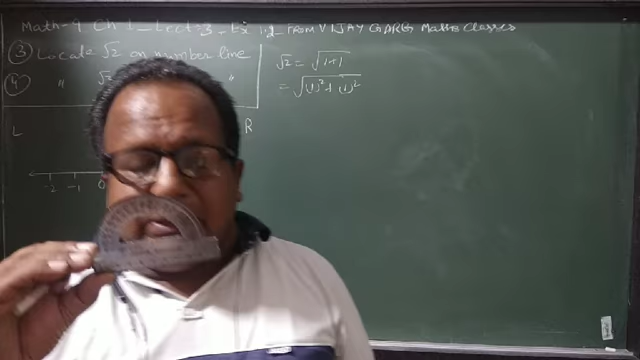 Math-9 Ch 1 Lect-3, Ex 1.2 FROM VIJAY GARG Maths Classes
③ Locate √2 on number line
④ " √3 "
√2 = √1+1
= √(1)²+(1)²
L R
-2 -1 0